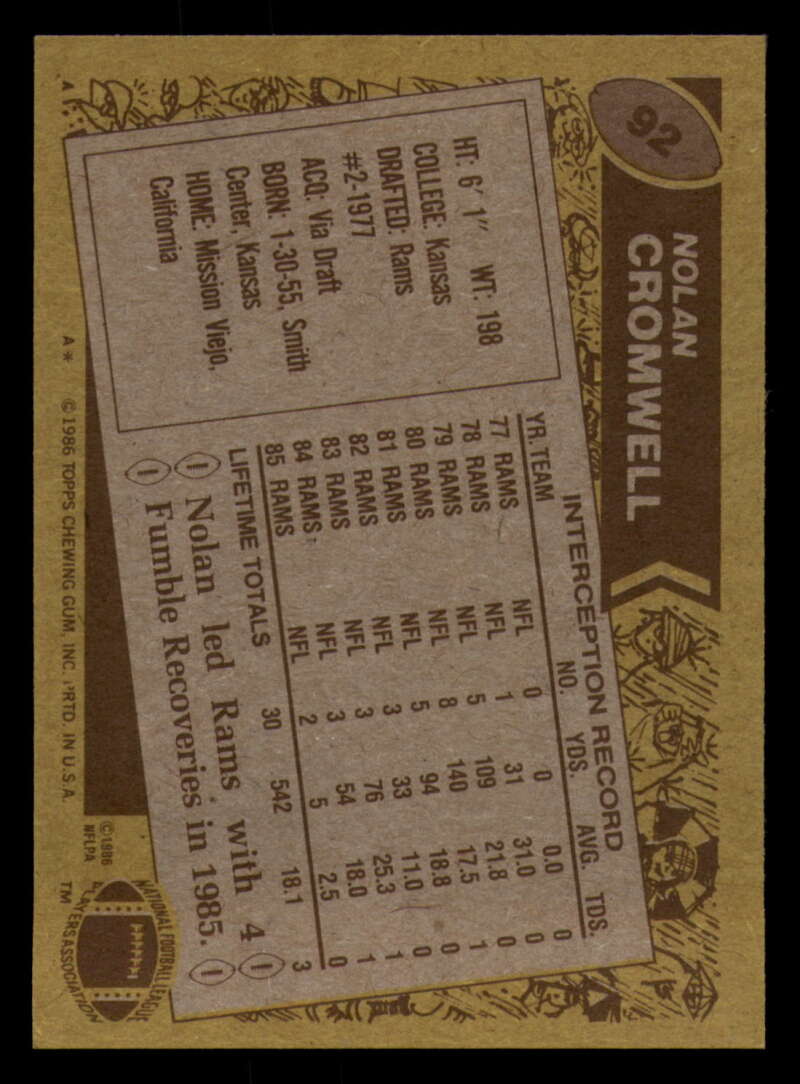 92
NOLAN
CROMWELL
HT: 6' 1" WT: 198
COLLEGE: Kansas
DRAFTED: Rams
#2-1977
ACQ: Via Draft
BORN: 1-30-55, Smith
Center, Kansas
HOME: Mission Viejo,
California
INTERCEPTION RECORD
YR. TEAM NO. YDS. AVG. TDS.
77 RAMS NFL 0 0 0.0 0
78 RAMS NFL 1 31 31.0 0
79 RAMS NFL 5 109 21.8 0
80 RAMS NFL 8 140 17.5 1
81 RAMS NFL 5 94 18.8 0
82 RAMS NFL 3 33 11.0 0
83 RAMS NFL 3 76 25.3 1
84 RAMS NFL 3 54 18.0 1
85 RAMS NFL 2 5 2.5 0
LIFETIME TOTALS 30 542 18.1 3
Nolan led Rams with 4
Fumble Recoveries in 1985.
©1986
NFLPA
NATIONAL FOOTBALL LEAGUE
PLAYERS ASSOCIATION
TM
A
A* ©1986 TOPPS CHEWING GUM, INC. PRTD. IN U.S.A.